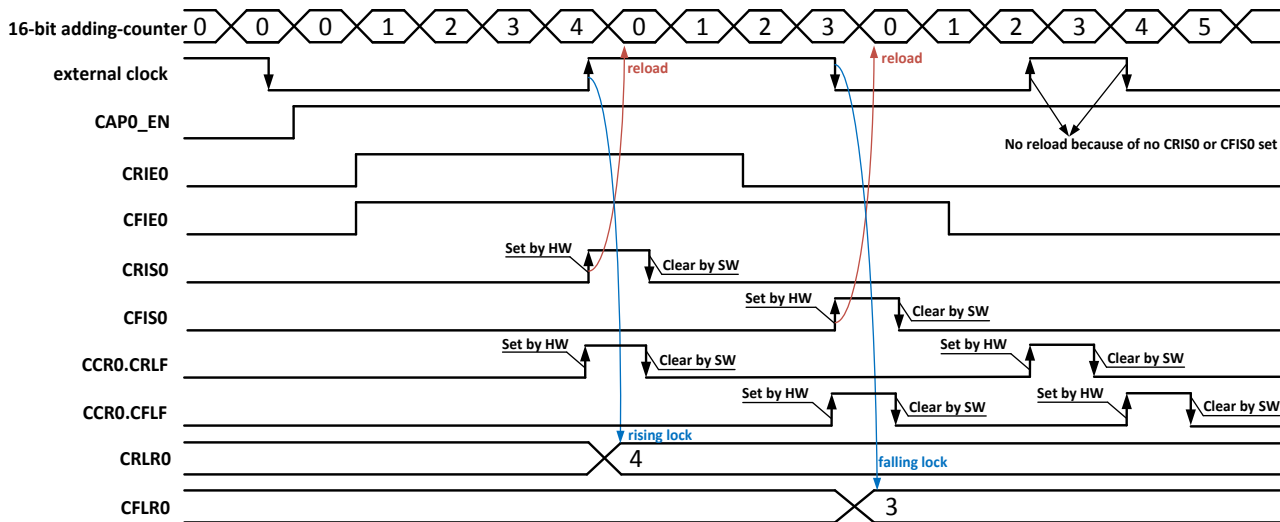 16-bit adding-counter 0 0 0 1 2 3 4 0 1 2 3 0 1 2 3 4 5
external clock reload reload
CAP0_EN
No reload because of no CRIS0 or CFIS0 set
CRIE0
CFIE0
Set by HW Clear by SW
CRIS0
Set by HW Clear by SW
CFIS0
Set by HW Clear by SW Set by HW
CCR0.CRLF Clear by SW
Set by HW Clear by SW Set by HW Clear by SW
CCR0.CFLF
rising lock
CRLR0 4 falling lock
CFLR0 3